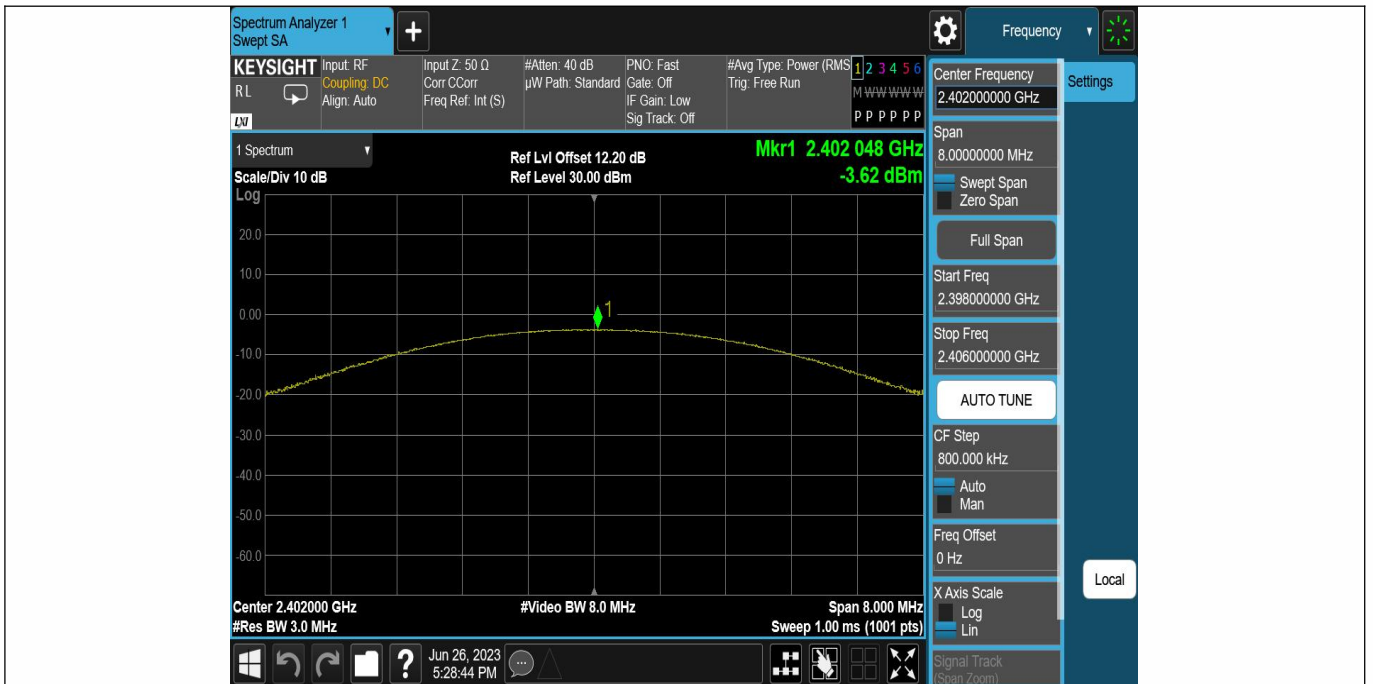 Spectrum Analyzer 1
Swept SA
+
Frequency
KEYSIGHT
RL
LXI
Input: RF
Coupling: DC
Align: Auto
Input Z: 50 Ω
Corr CCorr
Freq Ref: Int (S)
#Atten: 40 dB
µW Path: Standard
PNO: Fast
Gate: Off
IF Gain: Low
Sig Track: Off
#Avg Type: Power (RMS
Trig: Free Run
1 2 3 4 5 6
M W W W W W
P P P P P P
1 Spectrum
Scale/Div 10 dB
Log
Ref Lvl Offset 12.20 dB
Ref Level 30.00 dBm
Mkr1 2.402 048 GHz
-3.62 dBm
20.0
10.0
0.00
-10.0
-20.0
-30.0
-40.0
-50.0
-60.0
1
Center 2.402000 GHz
#Res BW 3.0 MHz
#Video BW 8.0 MHz
Span 8.000 MHz
Sweep 1.00 ms (1001 pts)
Center Frequency
2.402000000 GHz
Settings
Span
8.00000000 MHz
Swept Span
Zero Span
Full Span
Start Freq
2.398000000 GHz
Stop Freq
2.406000000 GHz
AUTO TUNE
CF Step
800.000 kHz
Auto
Man
Freq Offset
0 Hz
X Axis Scale
Log
Lin
Local
Signal Track
(Span Zoom)
?
Jun 26, 2023
5:28:44 PM